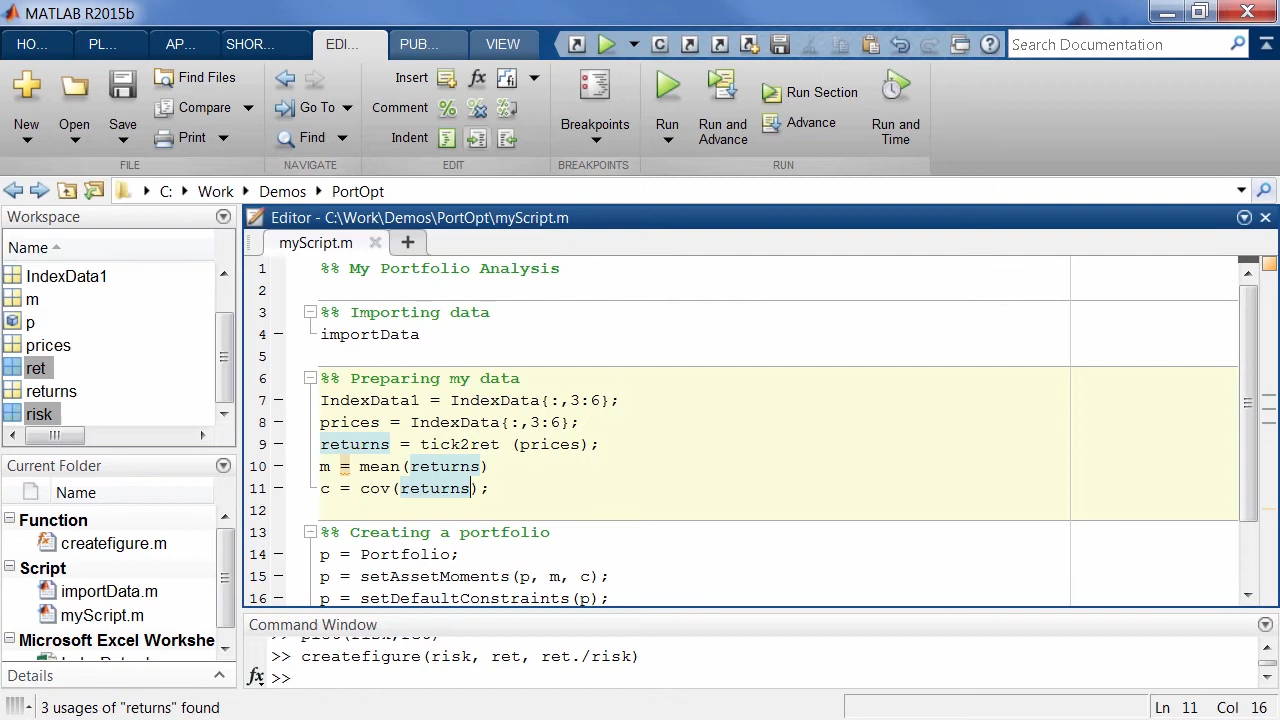 MATLAB R2015b
HO... PL... AP... SHOR... EDI... PUB... VIEW Search Documentation
New Open Save Find Files Compare Print
FILE
Go To Find
NAVIGATE
Insert fx Comment Indent
EDIT
Breakpoints
BREAKPOINTS
Run Run and Advance Run Section Advance Run and Time
RUN
C: Work Demos PortOpt
Workspace
Name
IndexData1
m
p
prices
ret
returns
risk
Current Folder
Name
Function
createfigure.m
Script
importData.m
myScript.m
Microsoft Excel Workshe
Details
Editor - C:\Work\Demos\PortOpt\myScript.m
myScript.m
1 %% My Portfolio Analysis
2
3 %% Importing data
4 importData
5
6 %% Preparing my data
7 IndexData1 = IndexData{:,3:6};
8 prices = IndexData{:,3:6};
9 returns = tick2ret (prices);
10 m = mean(returns)
11 c = cov(returns);
12
13 %% Creating a portfolio
14 p = Portfolio;
15 p = setAssetMoments(p, m, c);
16 p = setDefaultConstraints(p);
Command Window
>> createfigure(risk, ret, ret./risk)
fx >>
3 usages of "returns" found
Ln 11 Col 16